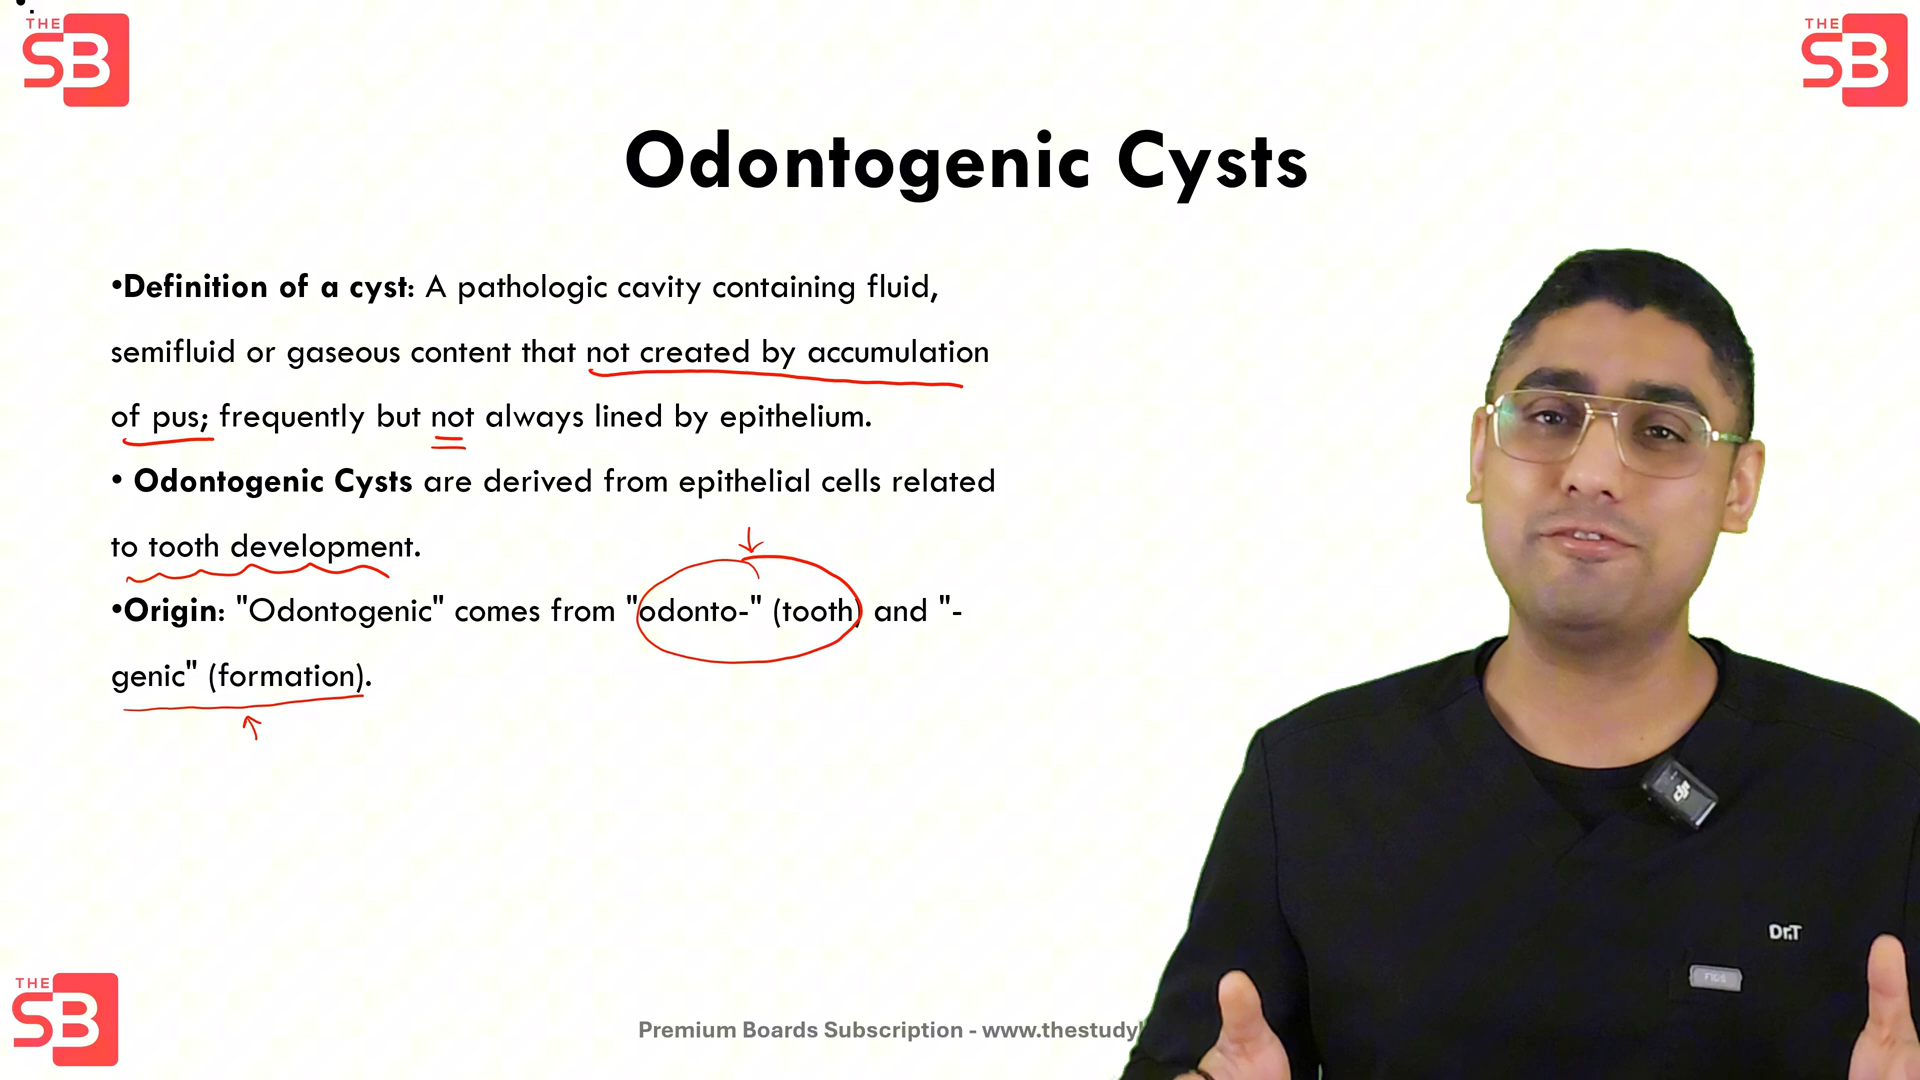 THE
SB
THE
SB
Odontogenic Cysts
•Definition of a cyst: A pathologic cavity containing fluid,
semifluid or gaseous content that not created by accumulation
of pus; frequently but not always lined by epithelium.
• Odontogenic Cysts are derived from epithelial cells related
to tooth development.
•Origin: "Odontogenic" comes from "odonto-" (tooth) and "-
genic" (formation).
Dr.T
FIGS
THE
SB
Premium Boards Subscription - www.thestudy